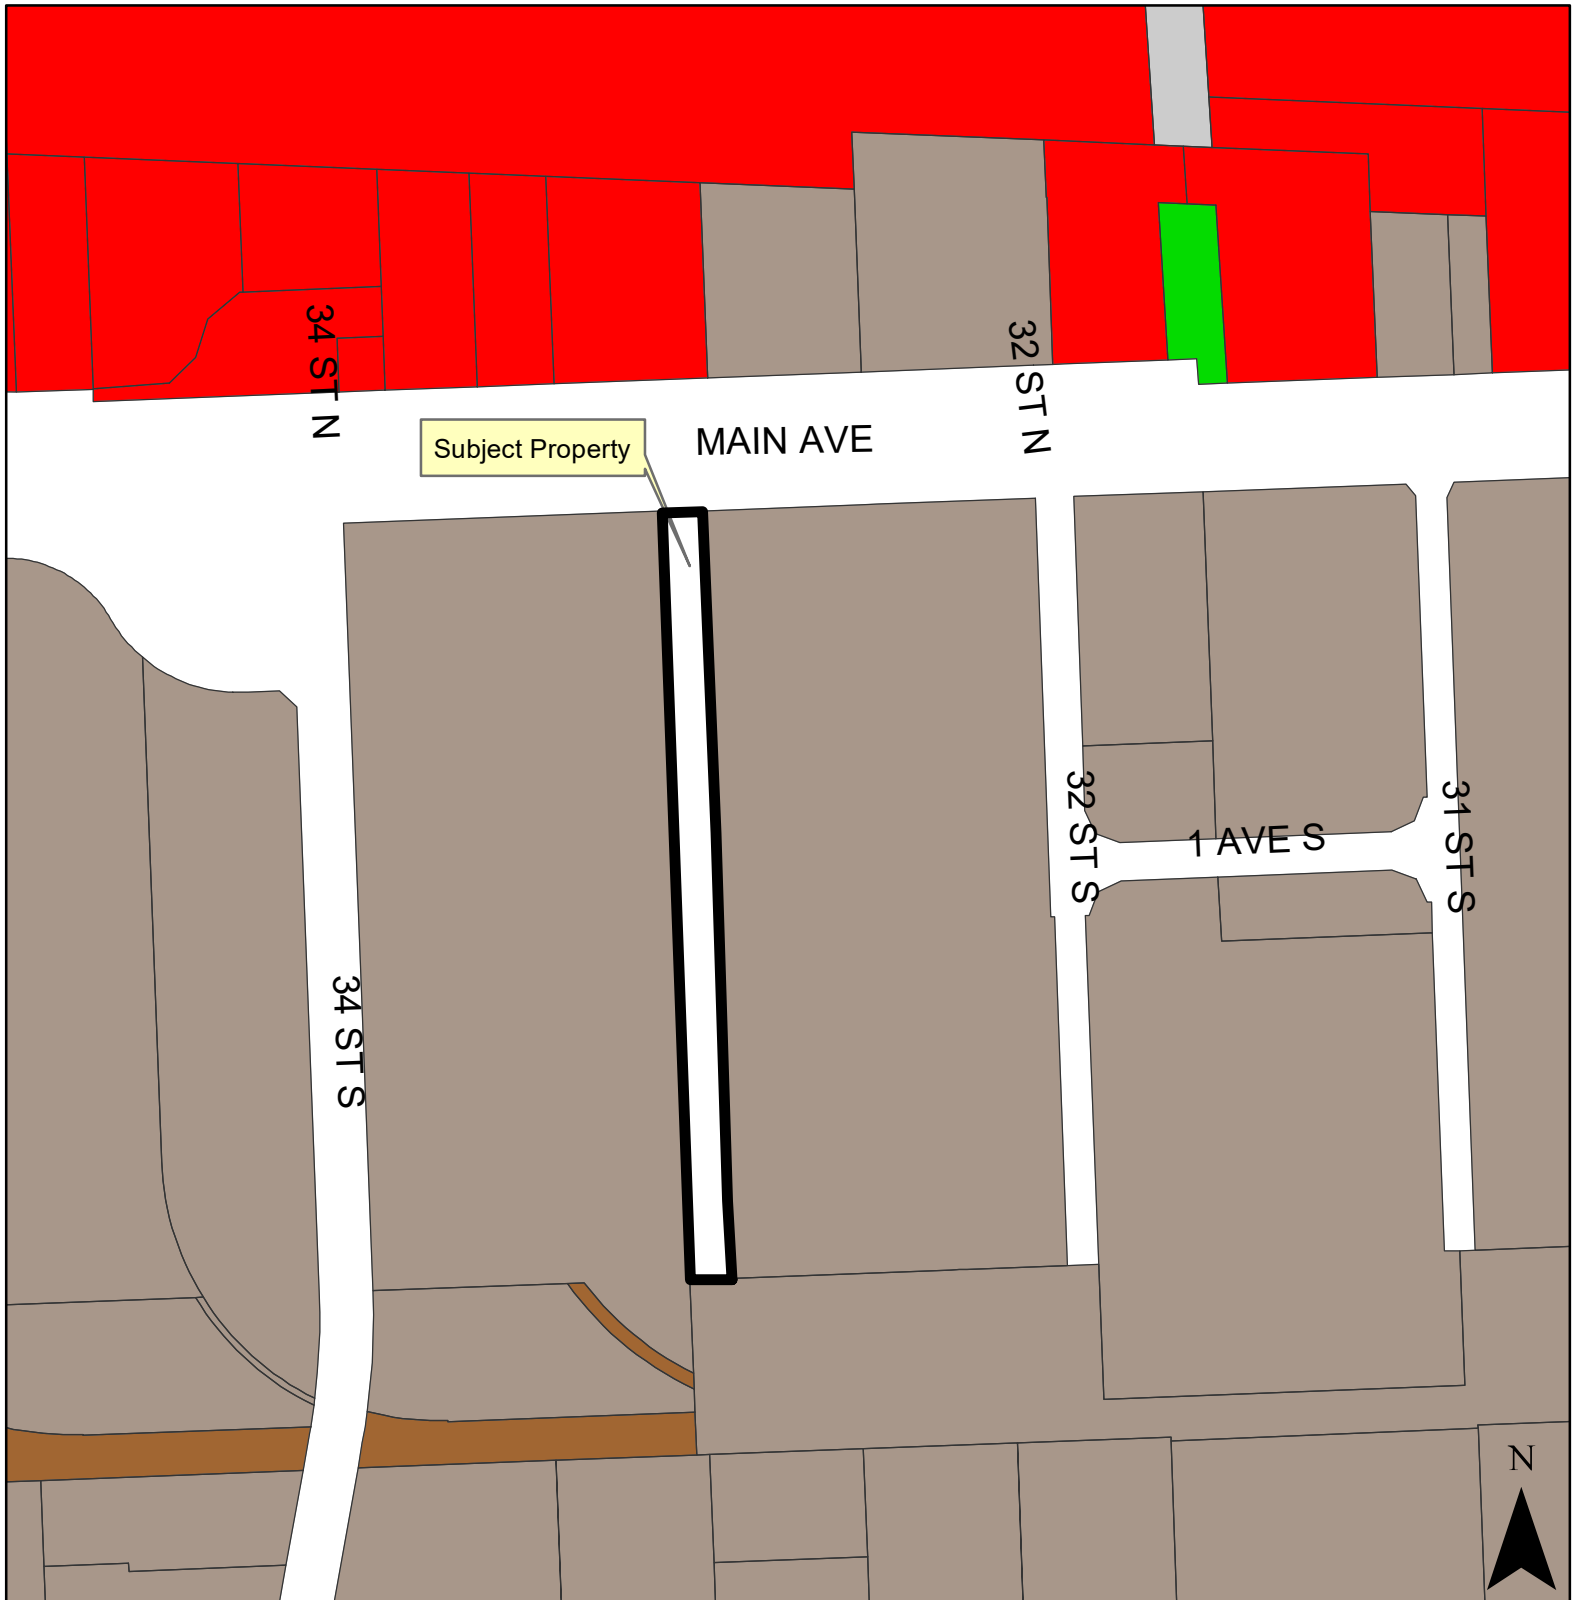 34 ST N
32 ST N
MAIN AVE
Subject Property
32 ST S
31 ST S
1 AVE S
34 ST S
N